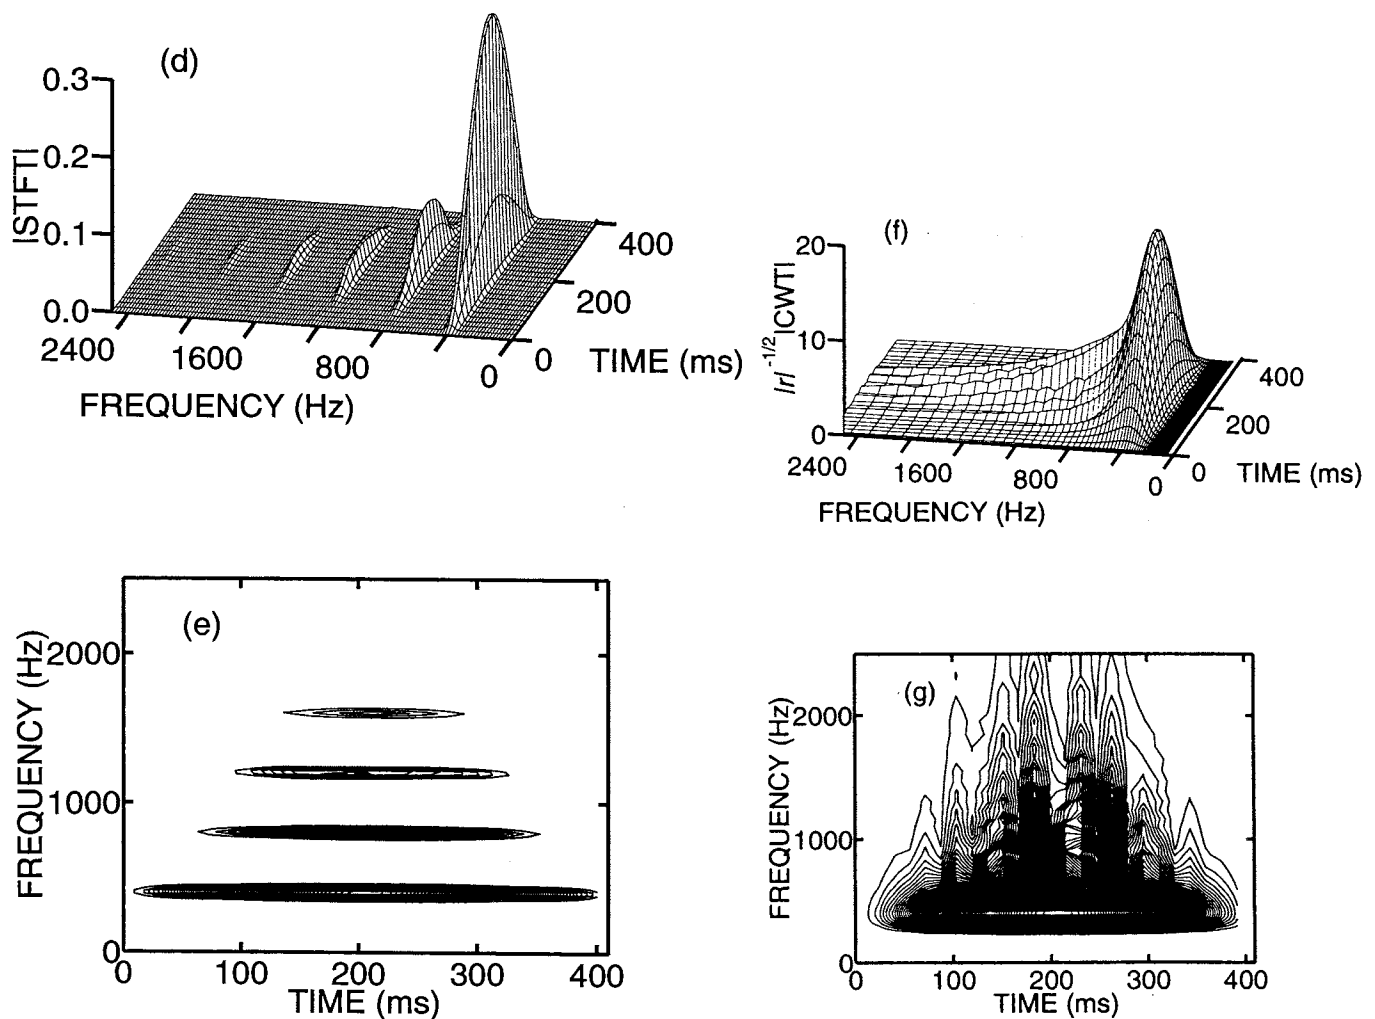 (d)
0.3
0.2
0.1
0.0
|STFT|
2400
1600
800
0
FREQUENCY (Hz)
0
200
400
TIME (ms)
(f)
20
10
0
|r|^-1/2|CWT|
2400
1600
800
0
FREQUENCY (Hz)
0
200
400
TIME (ms)
(e)
2000
1000
0
FREQUENCY (Hz)
0 100 200 300 400
TIME (ms)
(g)
2000
1000
0
FREQUENCY (Hz)
0 100 200 300 400
TIME (ms)